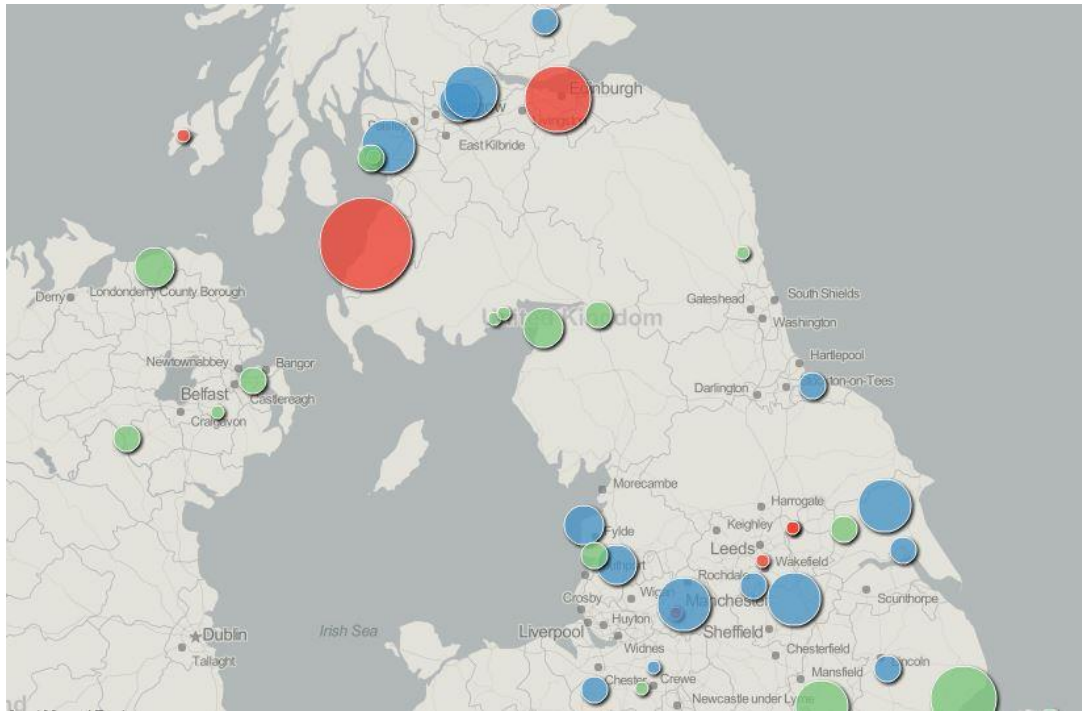 Edinburgh
East Kilbride
Derry
Londonderry County Borough
Gateshead
South Shields
United Kingdom
Washington
Newtownabbey
Bangor
Hartlepool
Belfast
Castlereagh
Darlington
Craigavon
Morecambe
Harrogate
Keighley
Fylde
Leeds
Wakefield
Crosby
Manchester
Scunthorpe
Huyton
Irish Sea
Liverpool
Sheffield
Dublin
Widnes
Chesterfield
Tallaght
Chester
Crewe
Mansfield
Lincoln
Newcastle under Lyme